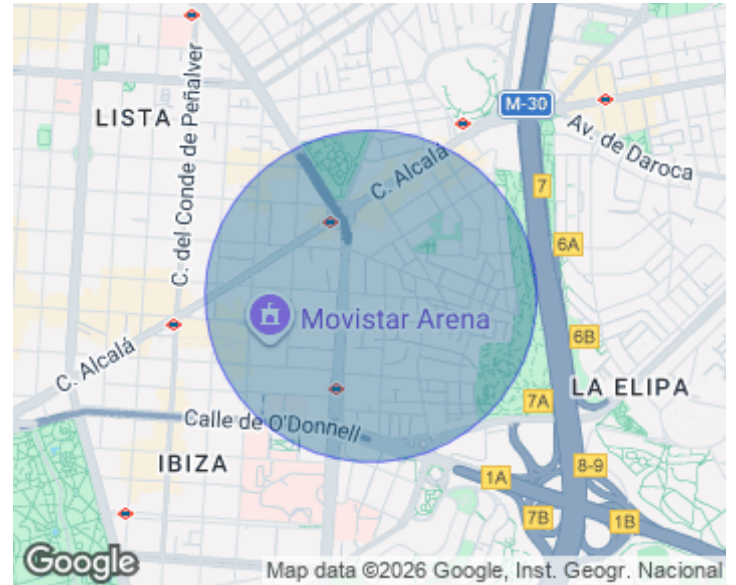 LISTA
C. del Conde de Peñalver
C. Alcalá
M-30
Av. de Daroca
7
6A
Movistar Arena
6B
C. Alcalá
LA ELIPA
7A
Calle de O'Donnell
IBIZA
1A
8-9
7B
1B
Google
Map data ©2026 Google, Inst. Geogr. Nacional